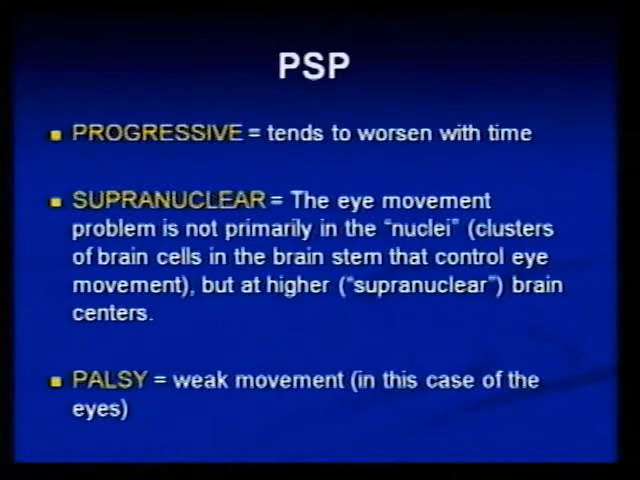 PSP
PROGRESSIVE = tends to worsen with time
SUPRANUCLEAR = The eye movement
problem is not primarily in the “nuclei” (clusters
of brain cells in the brain stem that control eye
movement), but at higher (“supranuclear”) brain
centers.
PALSY = weak movement (in this case of the
eyes)